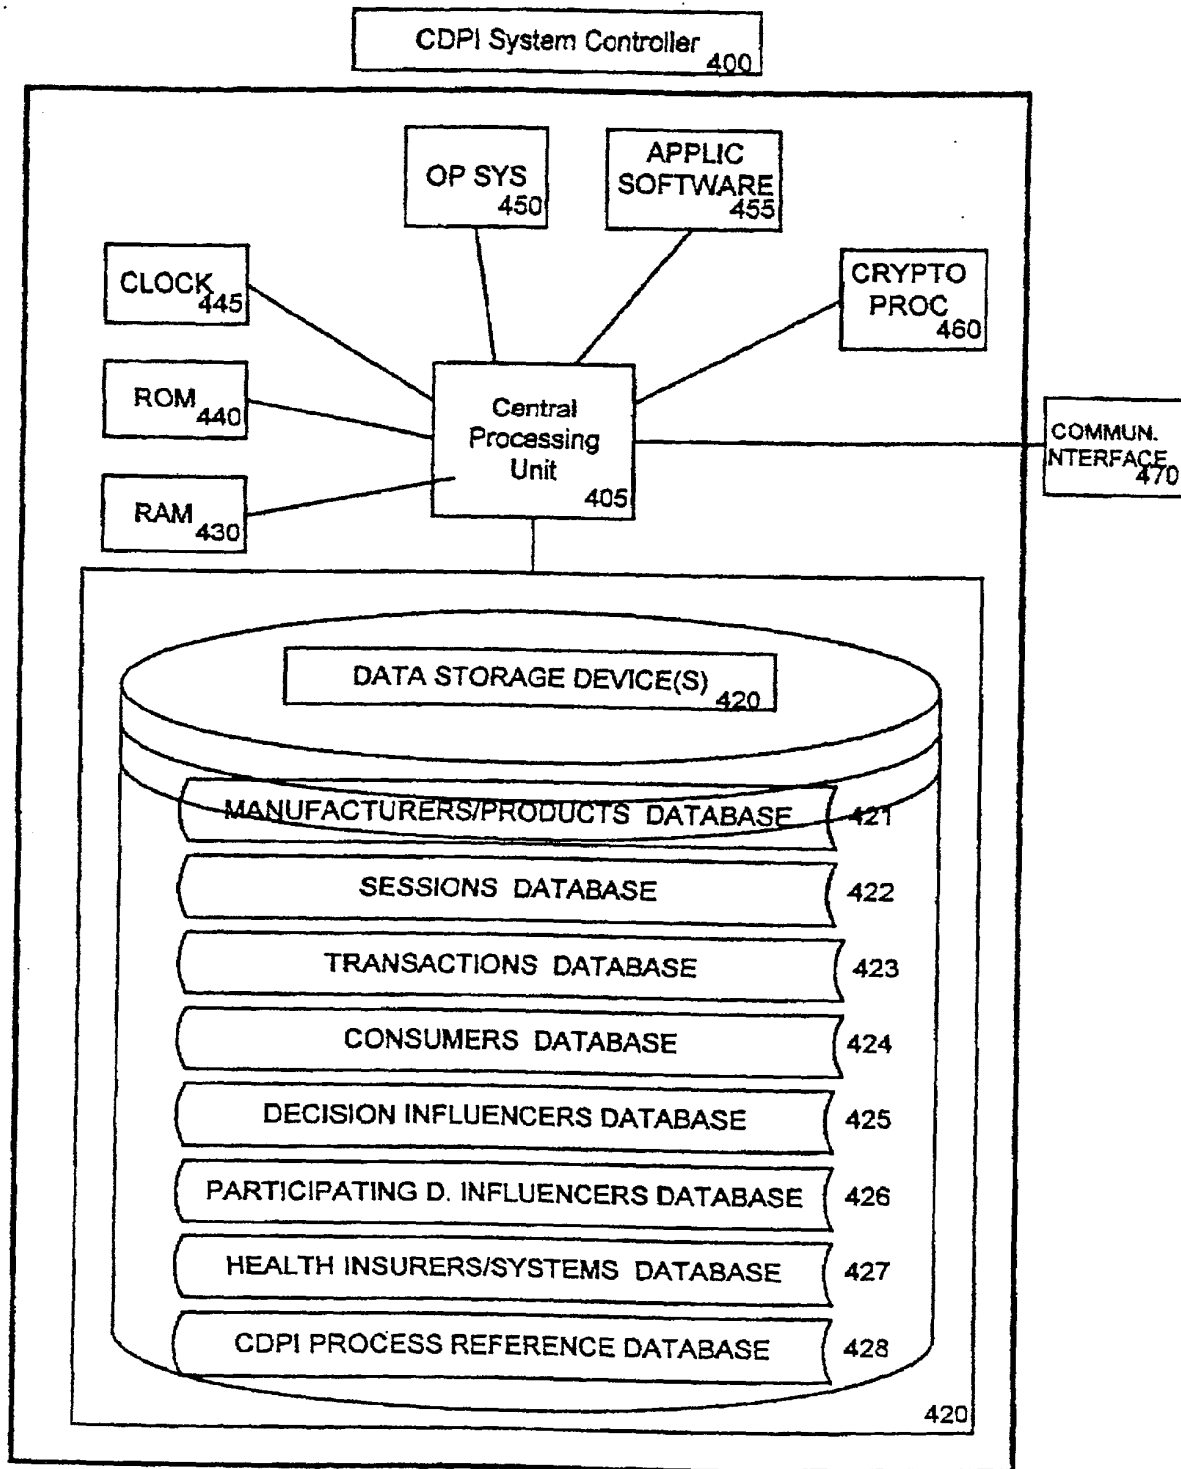 CDPI System Controller
400
OP SYS
450
APPLIC
SOFTWARE
455
CLOCK
445
CRYPTO
PROC
460
ROM
440
Central
Processing
Unit
405
COMMUN.
NTERFACE
470
RAM
430
DATA STORAGE DEVICE(S)
420
MANUFACTURERS/PRODUCTS DATABASE
421
SESSIONS DATABASE
422
TRANSACTIONS DATABASE
423
CONSUMERS DATABASE
424
DECISION INFLUENCERS DATABASE
425
PARTICIPATING D. INFLUENCERS DATABASE
426
HEALTH INSURERS/SYSTEMS DATABASE
427
CDPI PROCESS REFERENCE DATABASE
428
420